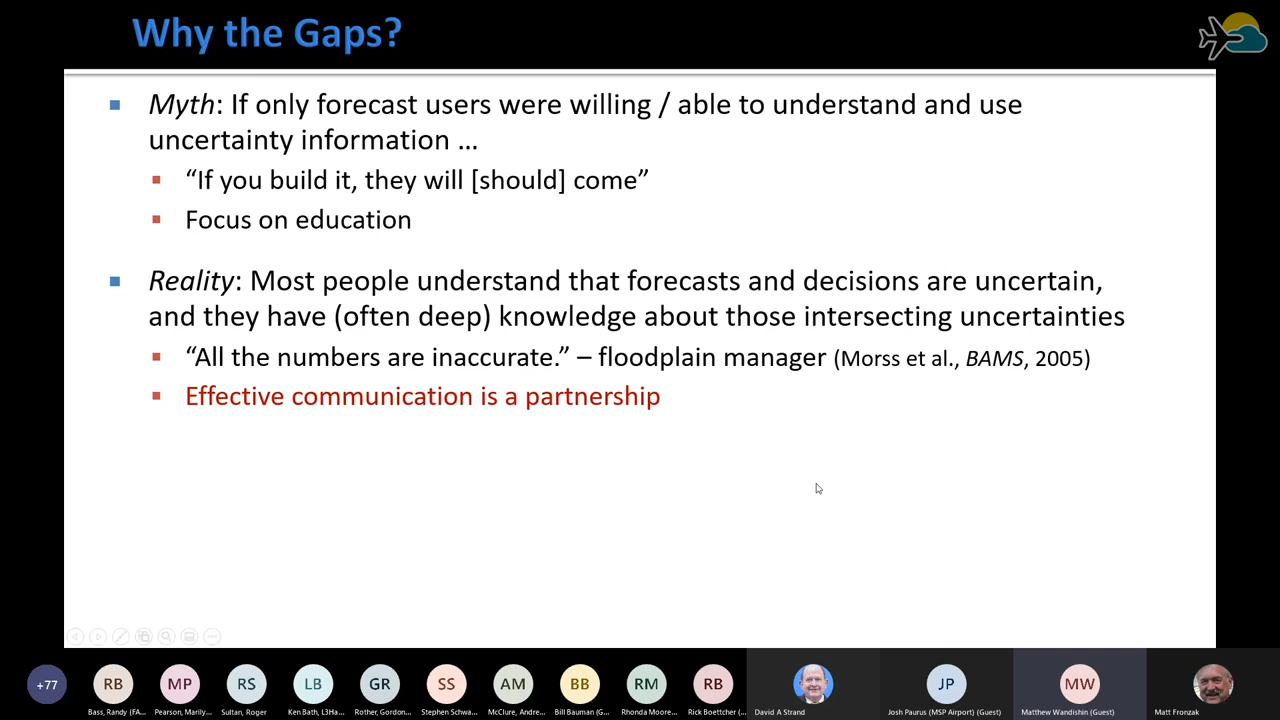 Why the Gaps?
Myth: If only forecast users were willing / able to understand and use
uncertainty information …
“If you build it, they will [should] come”
Focus on education
Reality: Most people understand that forecasts and decisions are uncertain,
and they have (often deep) knowledge about those intersecting uncertainties
“All the numbers are inaccurate.” – floodplain manager (Morss et al., BAMS, 2005)
Effective communication is a partnership
+77 RB MP RS LB GR SS AM BB RM RB JP MW
Bass, Randy (FA... Pearson, Marily... Sultan, Roger Ken Bath, L3Ha... Rother, Gordon... Stephen Schwa... McClure, Andre... Bill Bauman (G... Rhonda Moore... Rick Boettcher (... David A Strand Josh Paurus (MSP Airport) (Guest) Matthew Wandishin (Guest) Matt Fronzak